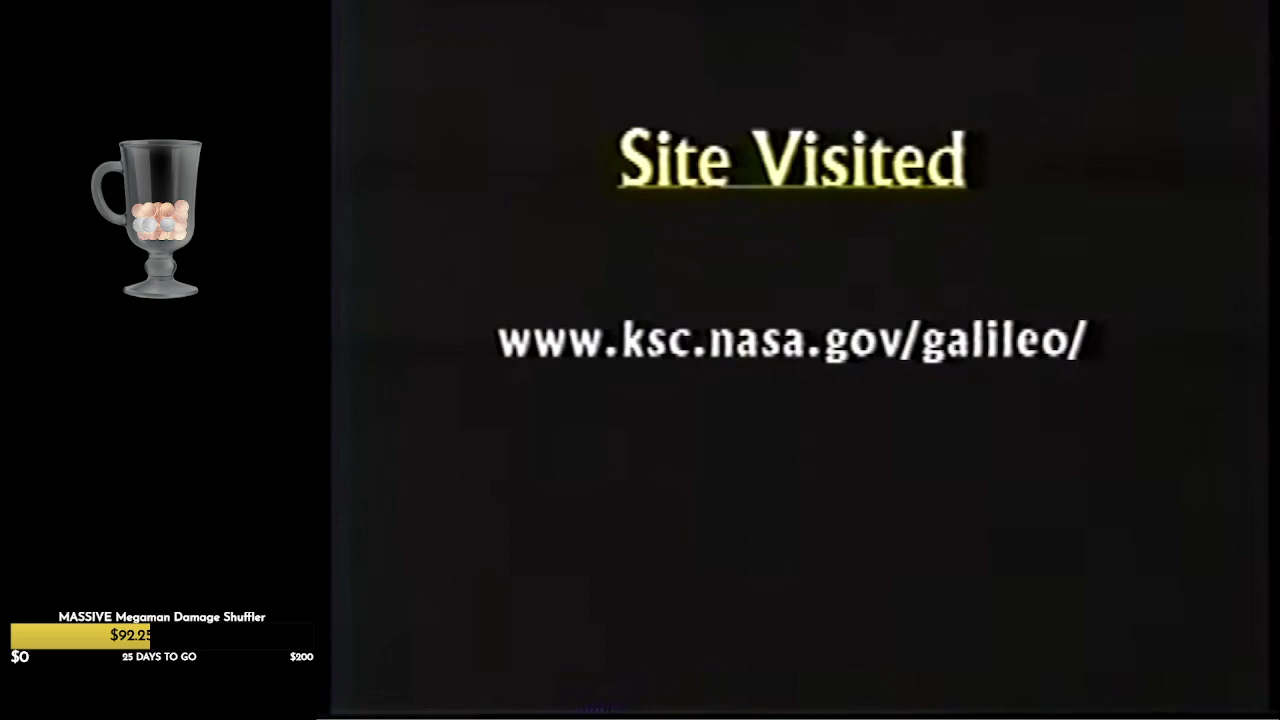 Site Visited
www.ksc.nasa.gov/galileo/
MASSIVE Megaman Damage Shuffler
$92.25
$0 25 DAYS TO GO $200